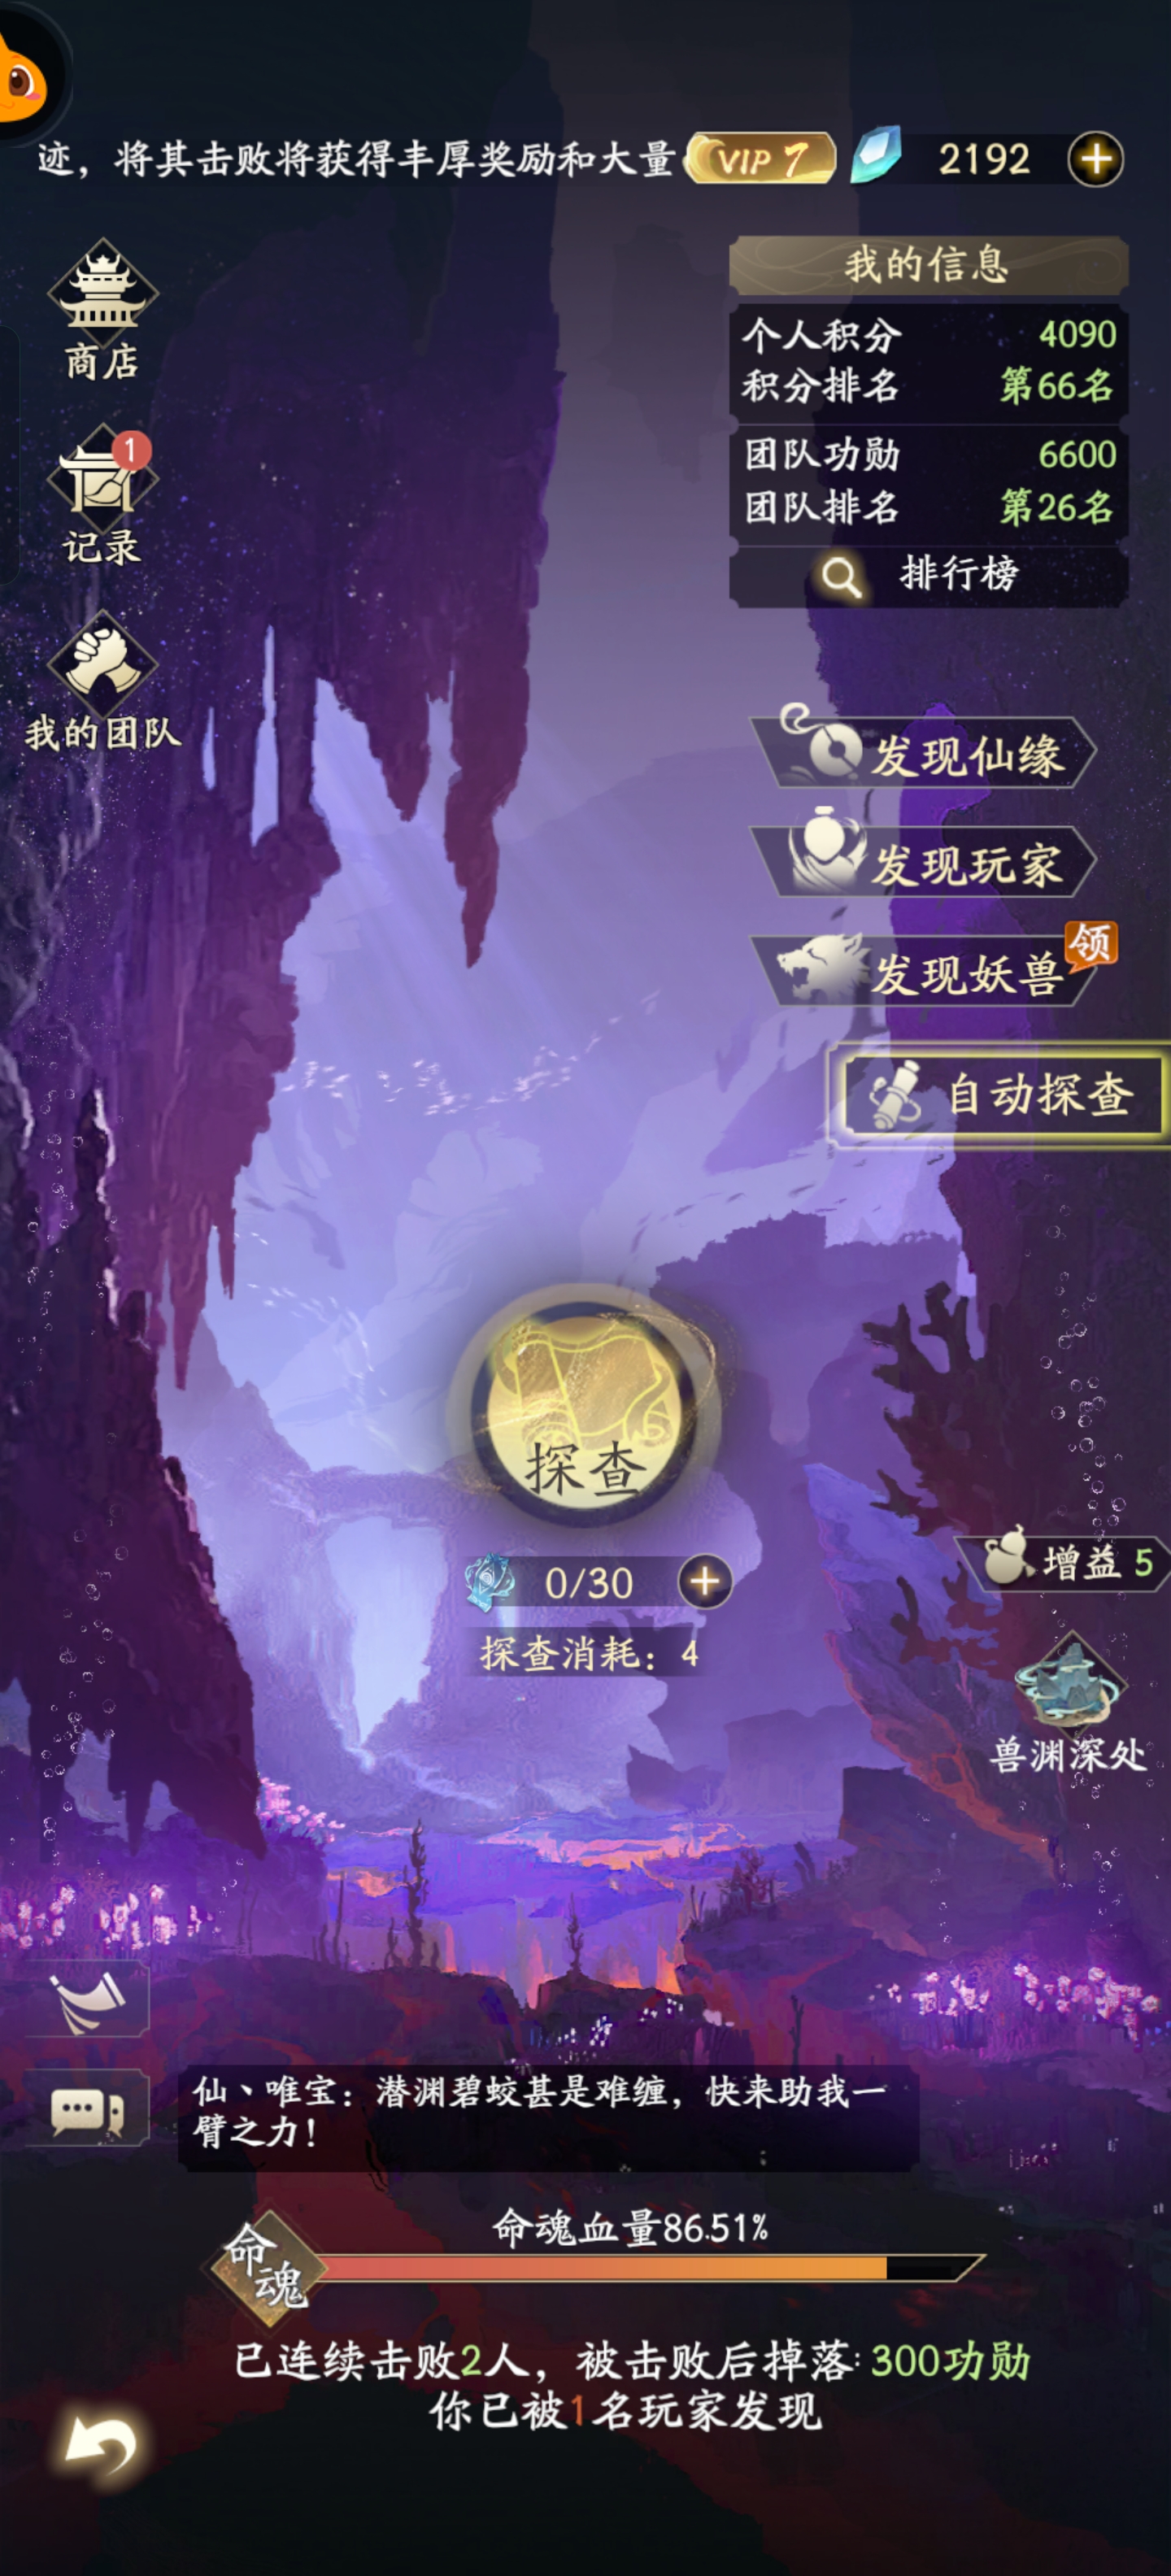 迹，将其击败将获得丰厚奖励和大量
VIP 7
2192
商店
1
记录
我的团队
我的信息
个人积分 4090
积分排名 第66名
团队功勋 6600
团队排名 第26名
排行榜
发现仙缘
发现玩家
发现妖兽
领
自动探查
探查
0/30
探查消耗：4
增益 5
兽渊深处
仙丶唯宝：潜渊碧蛟甚是难缠，快来助我一
臂之力！
命魂血量86.51%
命魂
已连续击败2人，被击败后掉落：300功勋
你已被1名玩家发现